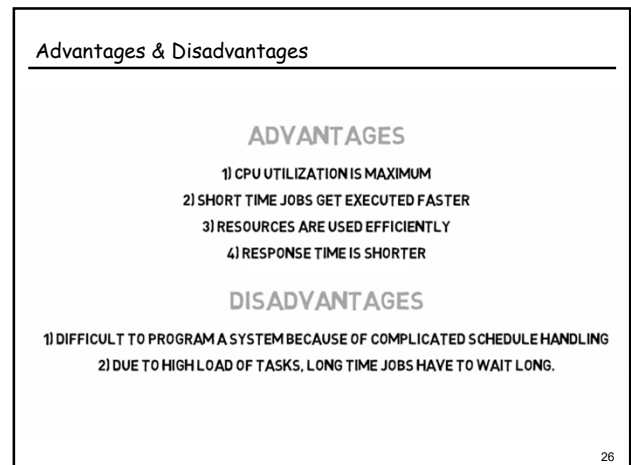 Advantages & Disadvantages
ADVANTAGES
1) CPU UTILIZATION IS MAXIMUM
2) SHORT TIME JOBS GET EXECUTED FASTER
3) RESOURCES ARE USED EFFICIENTLY
4) RESPONSE TIME IS SHORTER
DISADVANTAGES
1) DIFFICULT TO PROGRAM A SYSTEM BECAUSE OF COMPLICATED SCHEDULE HANDLING
2) DUE TO HIGH LOAD OF TASKS, LONG TIME JOBS HAVE TO WAIT LONG.
26